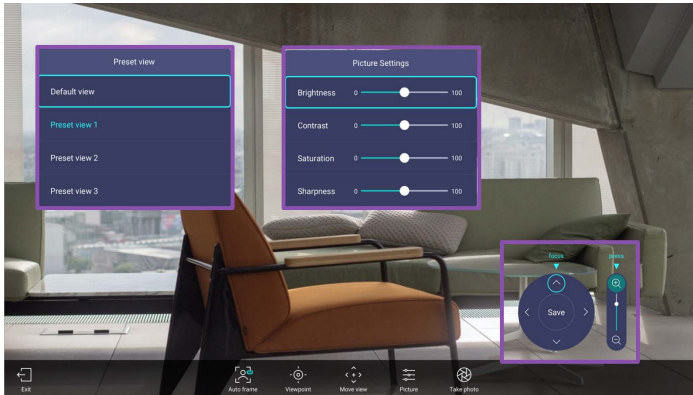 Preset view
Default view
Preset view 1
Preset view 2
Preset view 3
Picture Settings
Brightness 0 100
Contrast 0 100
Saturation 0 100
Sharpness 0 100
focus press
Save
Exit Auto frame Viewpoint Move view Picture Take photo